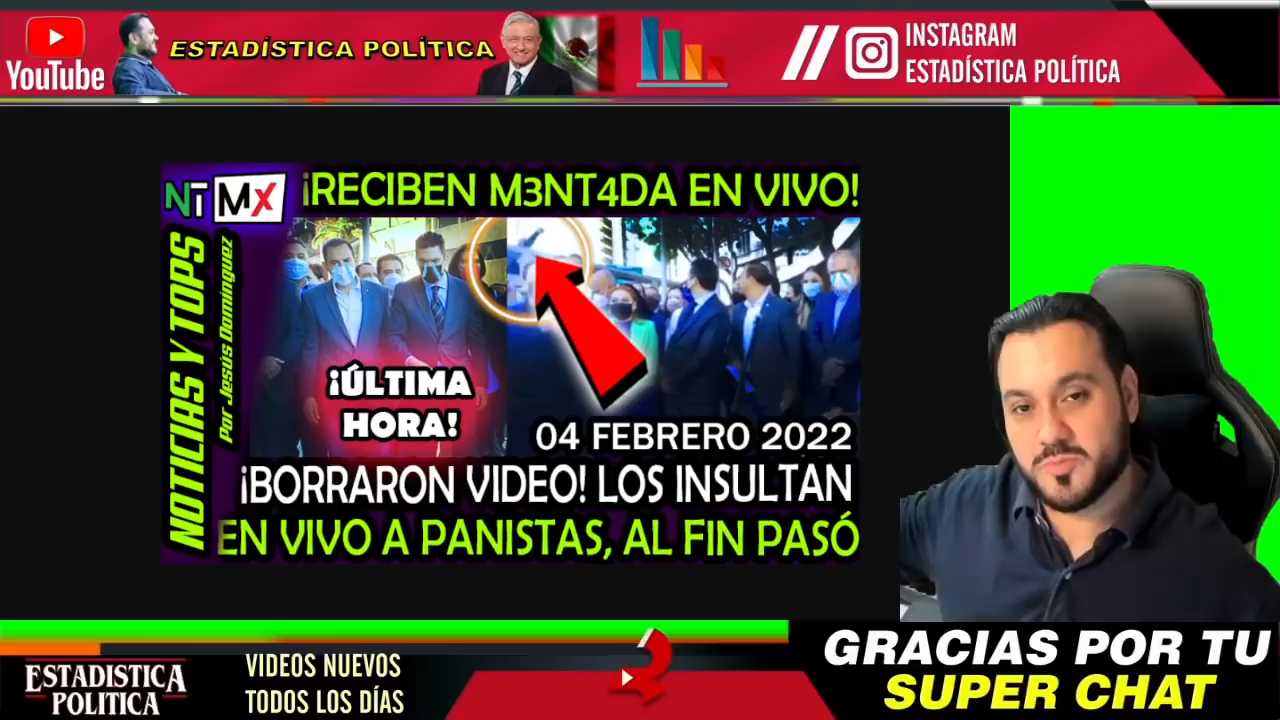 YouTube
ESTADÍSTICA POLÍTICA
INSTAGRAM
ESTADÍSTICA POLÍTICA
NT MX
¡RECIBEN M3NT4DA EN VIVO!
NOTICIAS Y TOPS
Por Jesús Domínguez
¡ÚLTIMA
HORA!
04 FEBRERO 2022
¡BORRARON VIDEO! LOS INSULTAN
EN VIVO A PANISTAS, AL FIN PASÓ
ESTADISTICA
POLÍTICA
VIDEOS NUEVOS
TODOS LOS DÍAS
GRACIAS POR TU
SUPER CHAT